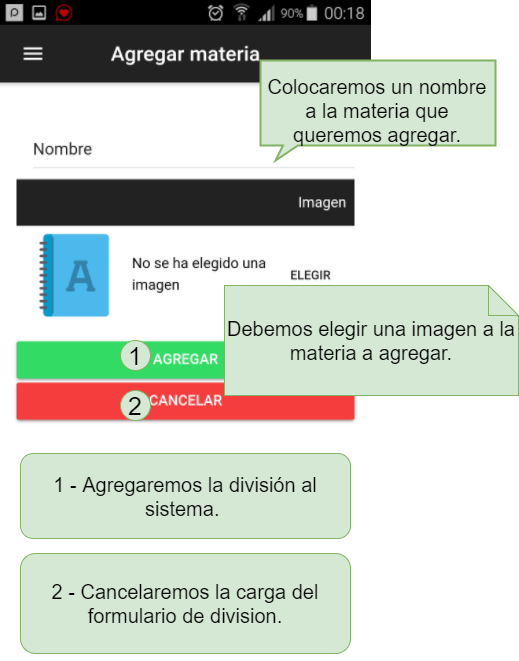 90% 00:18
Agregar materia
Colocaremos un nombre
a la materia que
queremos agregar.
Nombre
Imagen
A
No se ha elegido una
imagen
ELEGIR
Debemos elegir una imagen a la
materia a agregar.
1 AGREGAR
2 CANCELAR
1 - Agregaremos la división al
sistema.
2 - Cancelaremos la carga del
formulario de division.